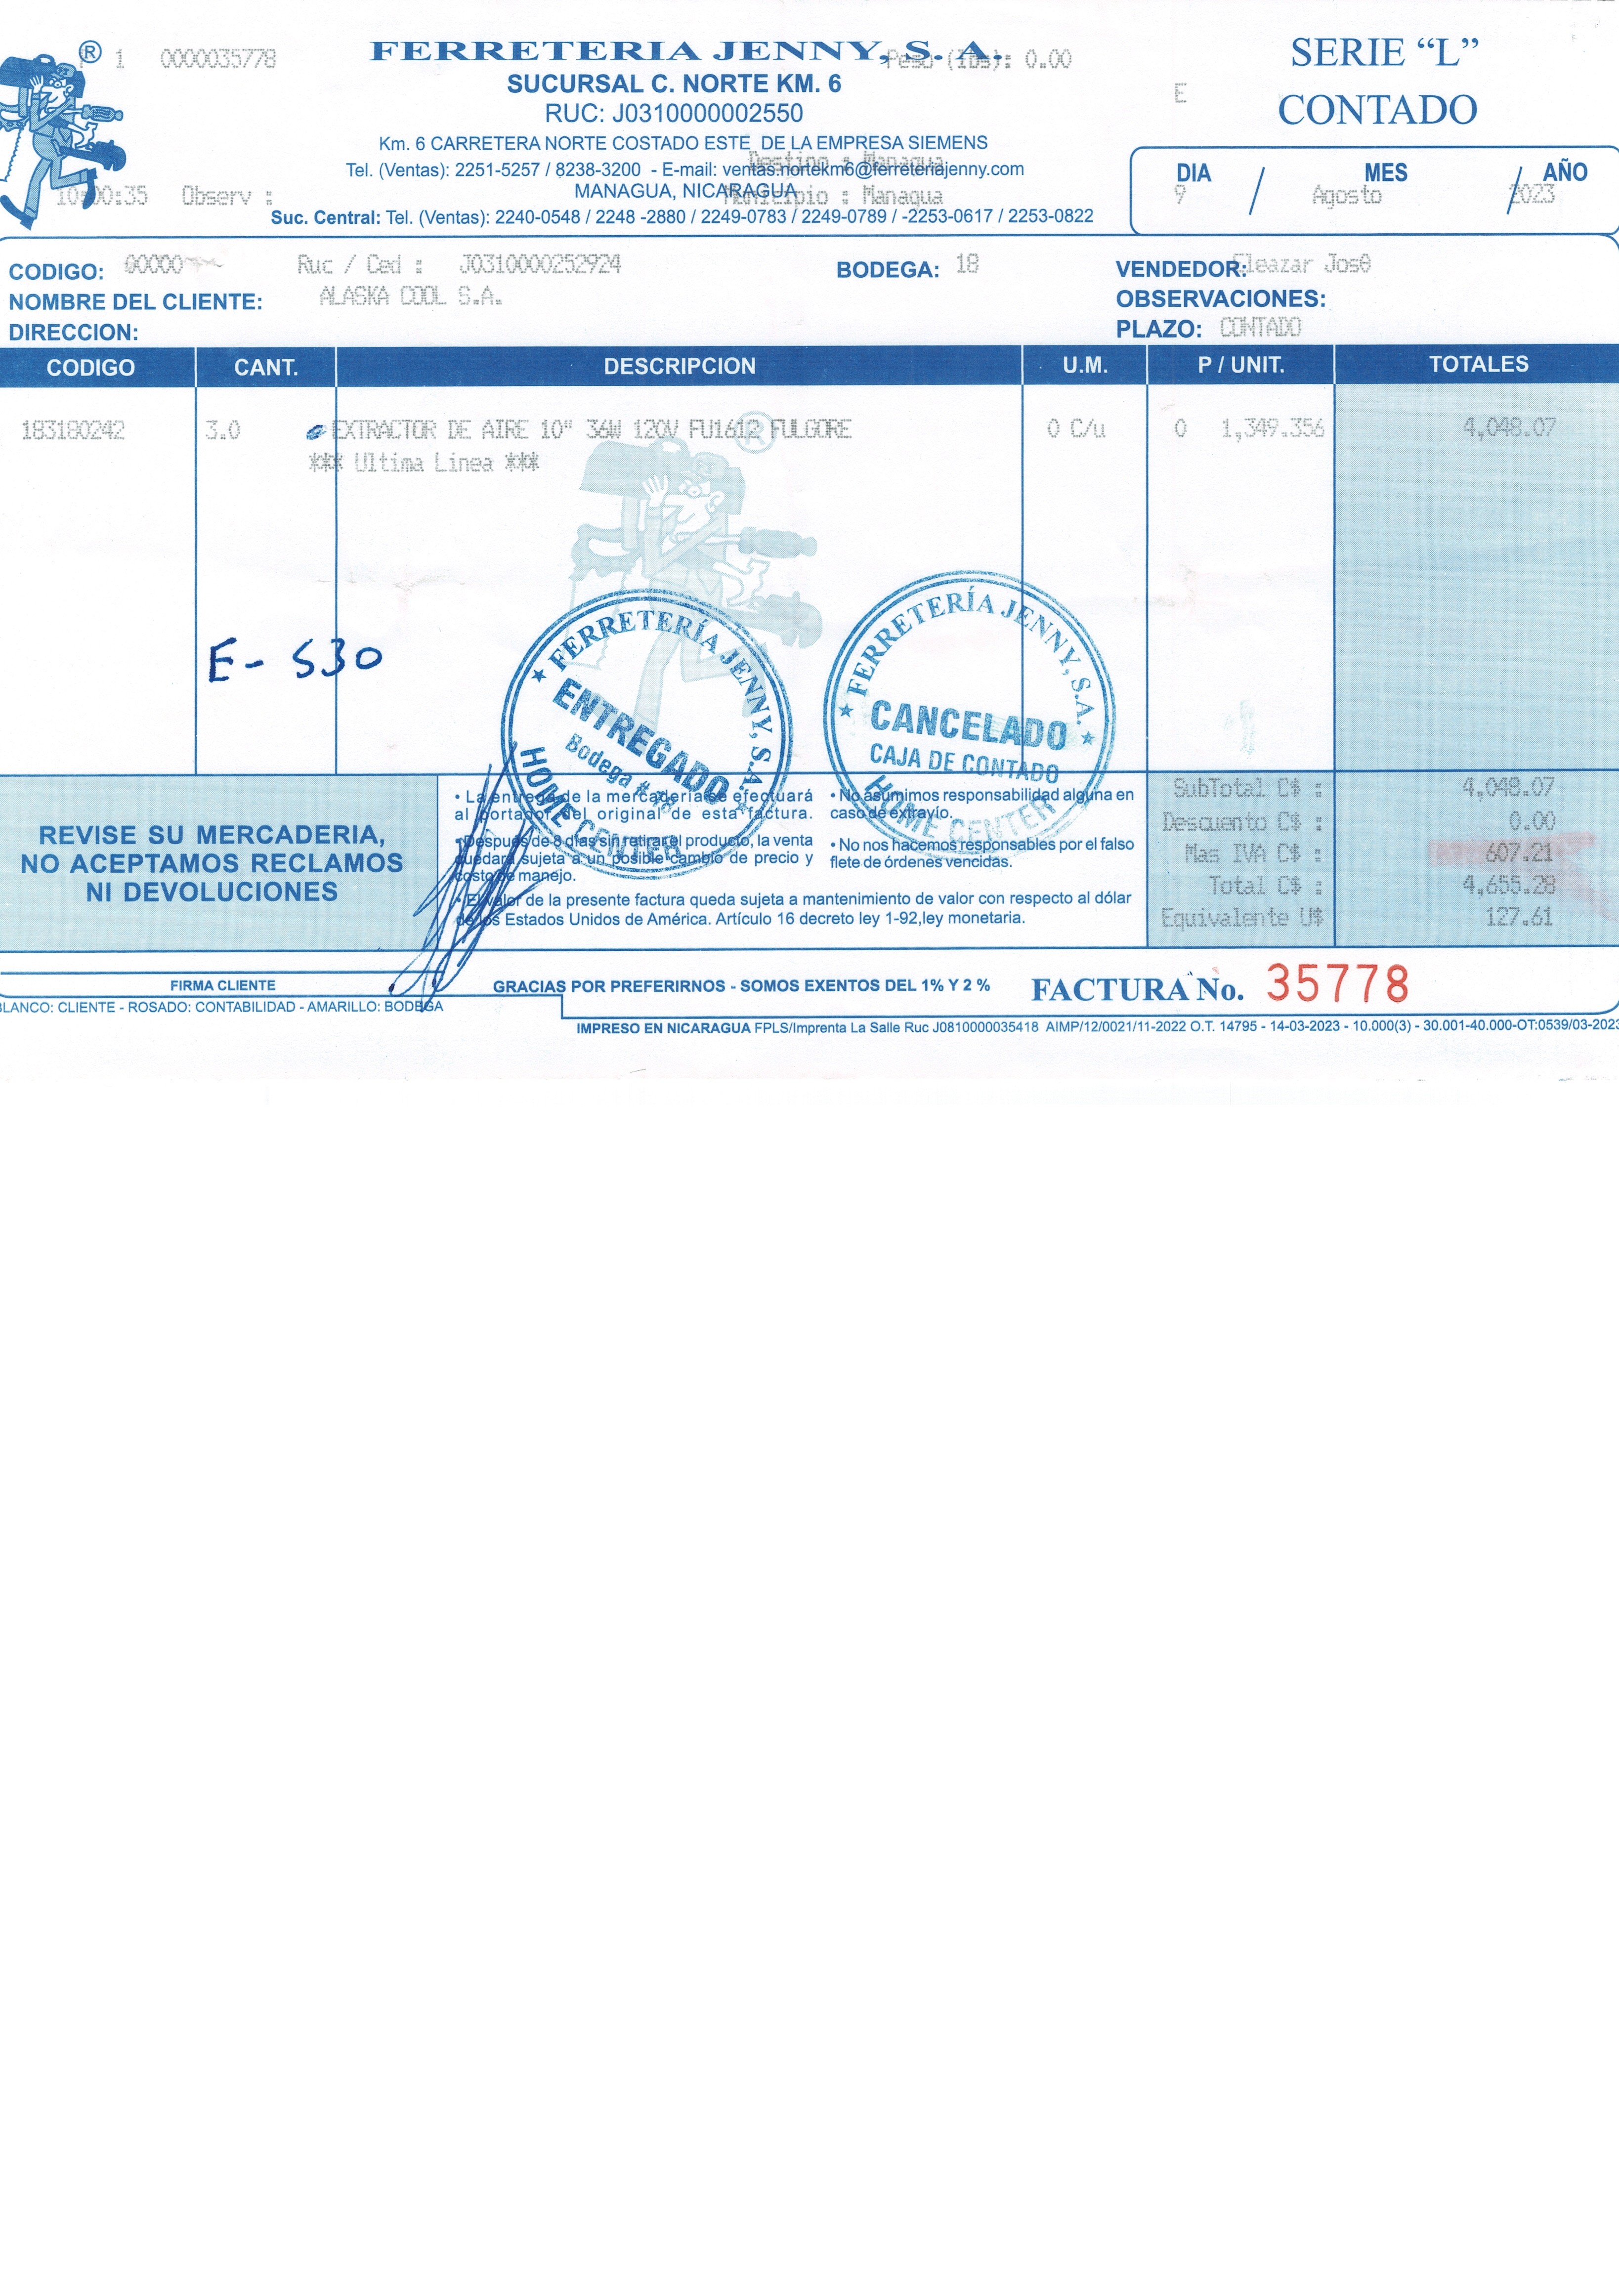 ® 1 0000035778 FERRETERIA JENNY, S. A. Peso (lbs): 0.00 SERIE “L”
SUCURSAL C. NORTE KM. 6 E CONTADO
RUC: J0310000002550
Km. 6 CARRETERA NORTE COSTADO ESTE DE LA EMPRESA SIEMENS
Destino : Managua
Tel. (Ventas): 2251-5257 / 8238-3200 - E-mail: ventas.nortekm6@ferreteriajenny.com DIA MES AÑO
10:00:35 Observ : MANAGUA, NICARAGUA Municipio : Managua 9 / Agosto / 2023
Suc. Central: Tel. (Ventas): 2240-0548 / 2248 -2880 / 2249-0783 / 2249-0789 / -2253-0617 / 2253-0822
CODIGO: 00000 Ruc / Ced : J0310000252924 BODEGA: 18 VENDEDOR: Eleazar José
NOMBRE DEL CLIENTE: ALASKA COOL S.A. OBSERVACIONES:
DIRECCION: PLAZO: CONTADO
CODIGO CANT. DESCRIPCION U.M. P / UNIT. TOTALES
183180242 3.0 EXTRACTOR DE AIRE 10" 36W 120V FU1612 FULGORE 0 C/u 0 1,349.356 4,048.07
*** Ultima Linea ***
®
E- 530
★ FERRETERÍA JENNY, S.A. ★
ENTREGADO
Bodega #
HOME CENTER
★ FERRETERÍA JENNY, S.A. ★
CANCELADO
CAJA DE CONTADO
HOME CENTER
REVISE SU MERCADERIA,
NO ACEPTAMOS RECLAMOS
NI DEVOLUCIONES
• La entrega de la mercadería se efectuará
al portador del original de esta factura.
• Después de 8 días sin retirar el producto, la venta
quedará sujeta a un posible cambio de precio y
costo de manejo.
• No asumimos responsabilidad alguna en
caso de extravío.
• No nos hacemos responsables por el falso
flete de órdenes vencidas.
• El valor de la presente factura queda sujeta a mantenimiento de valor con respecto al dólar
de los Estados Unidos de América. Artículo 16 decreto ley 1-92,ley monetaria.
SubTotal C$ : 4,048.07
Descuento C$ : 0.00
Mas IVA C$ : 607.21
Total C$ : 4,655.28
Equivalente U$ 127.61
FIRMA CLIENTE GRACIAS POR PREFERIRNOS - SOMOS EXENTOS DEL 1% Y 2 % FACTURA No. 35778
BLANCO: CLIENTE - ROSADO: CONTABILIDAD - AMARILLO: BODEGA
IMPRESO EN NICARAGUA FPLS/Imprenta La Salle Ruc J0810000035418 AIMP/12/0021/11-2022 O.T. 14795 - 14-03-2023 - 10.000(3) - 30.001-40.000-OT:0539/03-2023